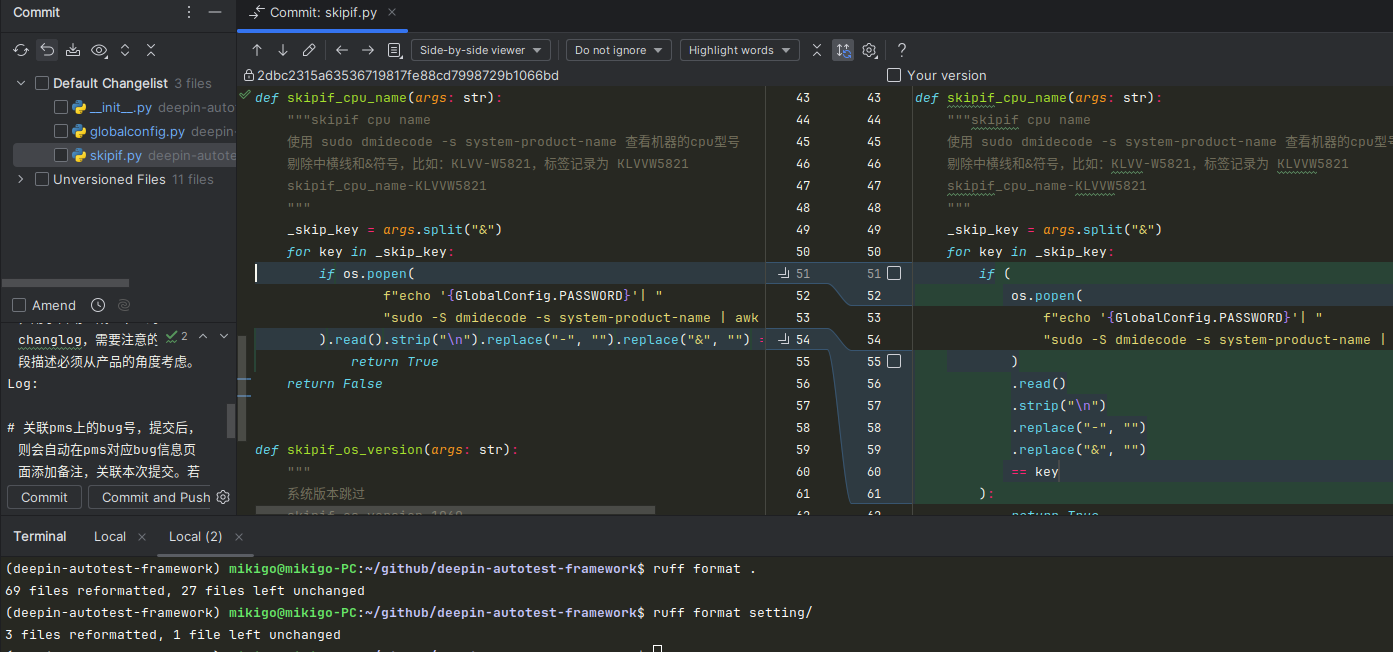 Commit
Commit: skipif.py
Side-by-side viewer
Do not ignore
Highlight words
?
Default Changelist 3 files
__init__.py deepin-auto
globalconfig.py deepin-
skipif.py deepin-autote
Unversioned Files 11 files
Amend
changlog，需要注意的
段描述必须从产品的角度考虑。
Log:
# 关联pms上的bug号，提交后，
则会自动在pms对应bug信息页
面添加备注，关联本次提交。若
2
Commit
Commit and Push
2dbc2315a63536719817fe88cd7998729b1066bd
def skipif_cpu_name(args: str):
"""skipif cpu name
使用 sudo dmidecode -s system-product-name 查看机器的cpu型号
剔除中横线和&符号，比如：KLVV-W5821，标签记录为 KLVVW5821
skipif_cpu_name-KLVVW5821
"""
_skip_key = args.split("&")
for key in _skip_key:
if os.popen(
f"echo '{GlobalConfig.PASSWORD}'| "
"sudo -S dmidecode -s system-product-name | awk
).read().strip("\n").replace("-", "").replace("&", "") =
return True
return False
def skipif_os_version(args: str):
"""
系统版本跳过
43 43
44 44
45 45
46 46
47 47
48 48
49 49
50 50
51 51
52 52
53 53
54 54
55 55
56 56
57 57
58 58
59 59
60 60
61 61
Your version
def skipif_cpu_name(args: str):
"""skipif cpu name
使用 sudo dmidecode -s system-product-name 查看机器的cpu型号
剔除中横线和&符号，比如：KLVV-W5821，标签记录为 KLVVW5821
skipif_cpu_name-KLVVW5821
"""
_skip_key = args.split("&")
for key in _skip_key:
if (
os.popen(
f"echo '{GlobalConfig.PASSWORD}'| "
"sudo -S dmidecode -s system-product-name |
)
.read()
.strip("\n")
.replace("-", "")
.replace("&", "")
== key
):
return True
Terminal
Local
Local (2)
(deepin-autotest-framework) mikigo@mikigo-PC:~/github/deepin-autotest-framework$ ruff format .
69 files reformatted, 27 files left unchanged
(deepin-autotest-framework) mikigo@mikigo-PC:~/github/deepin-autotest-framework$ ruff format setting/
3 files reformatted, 1 file left unchanged